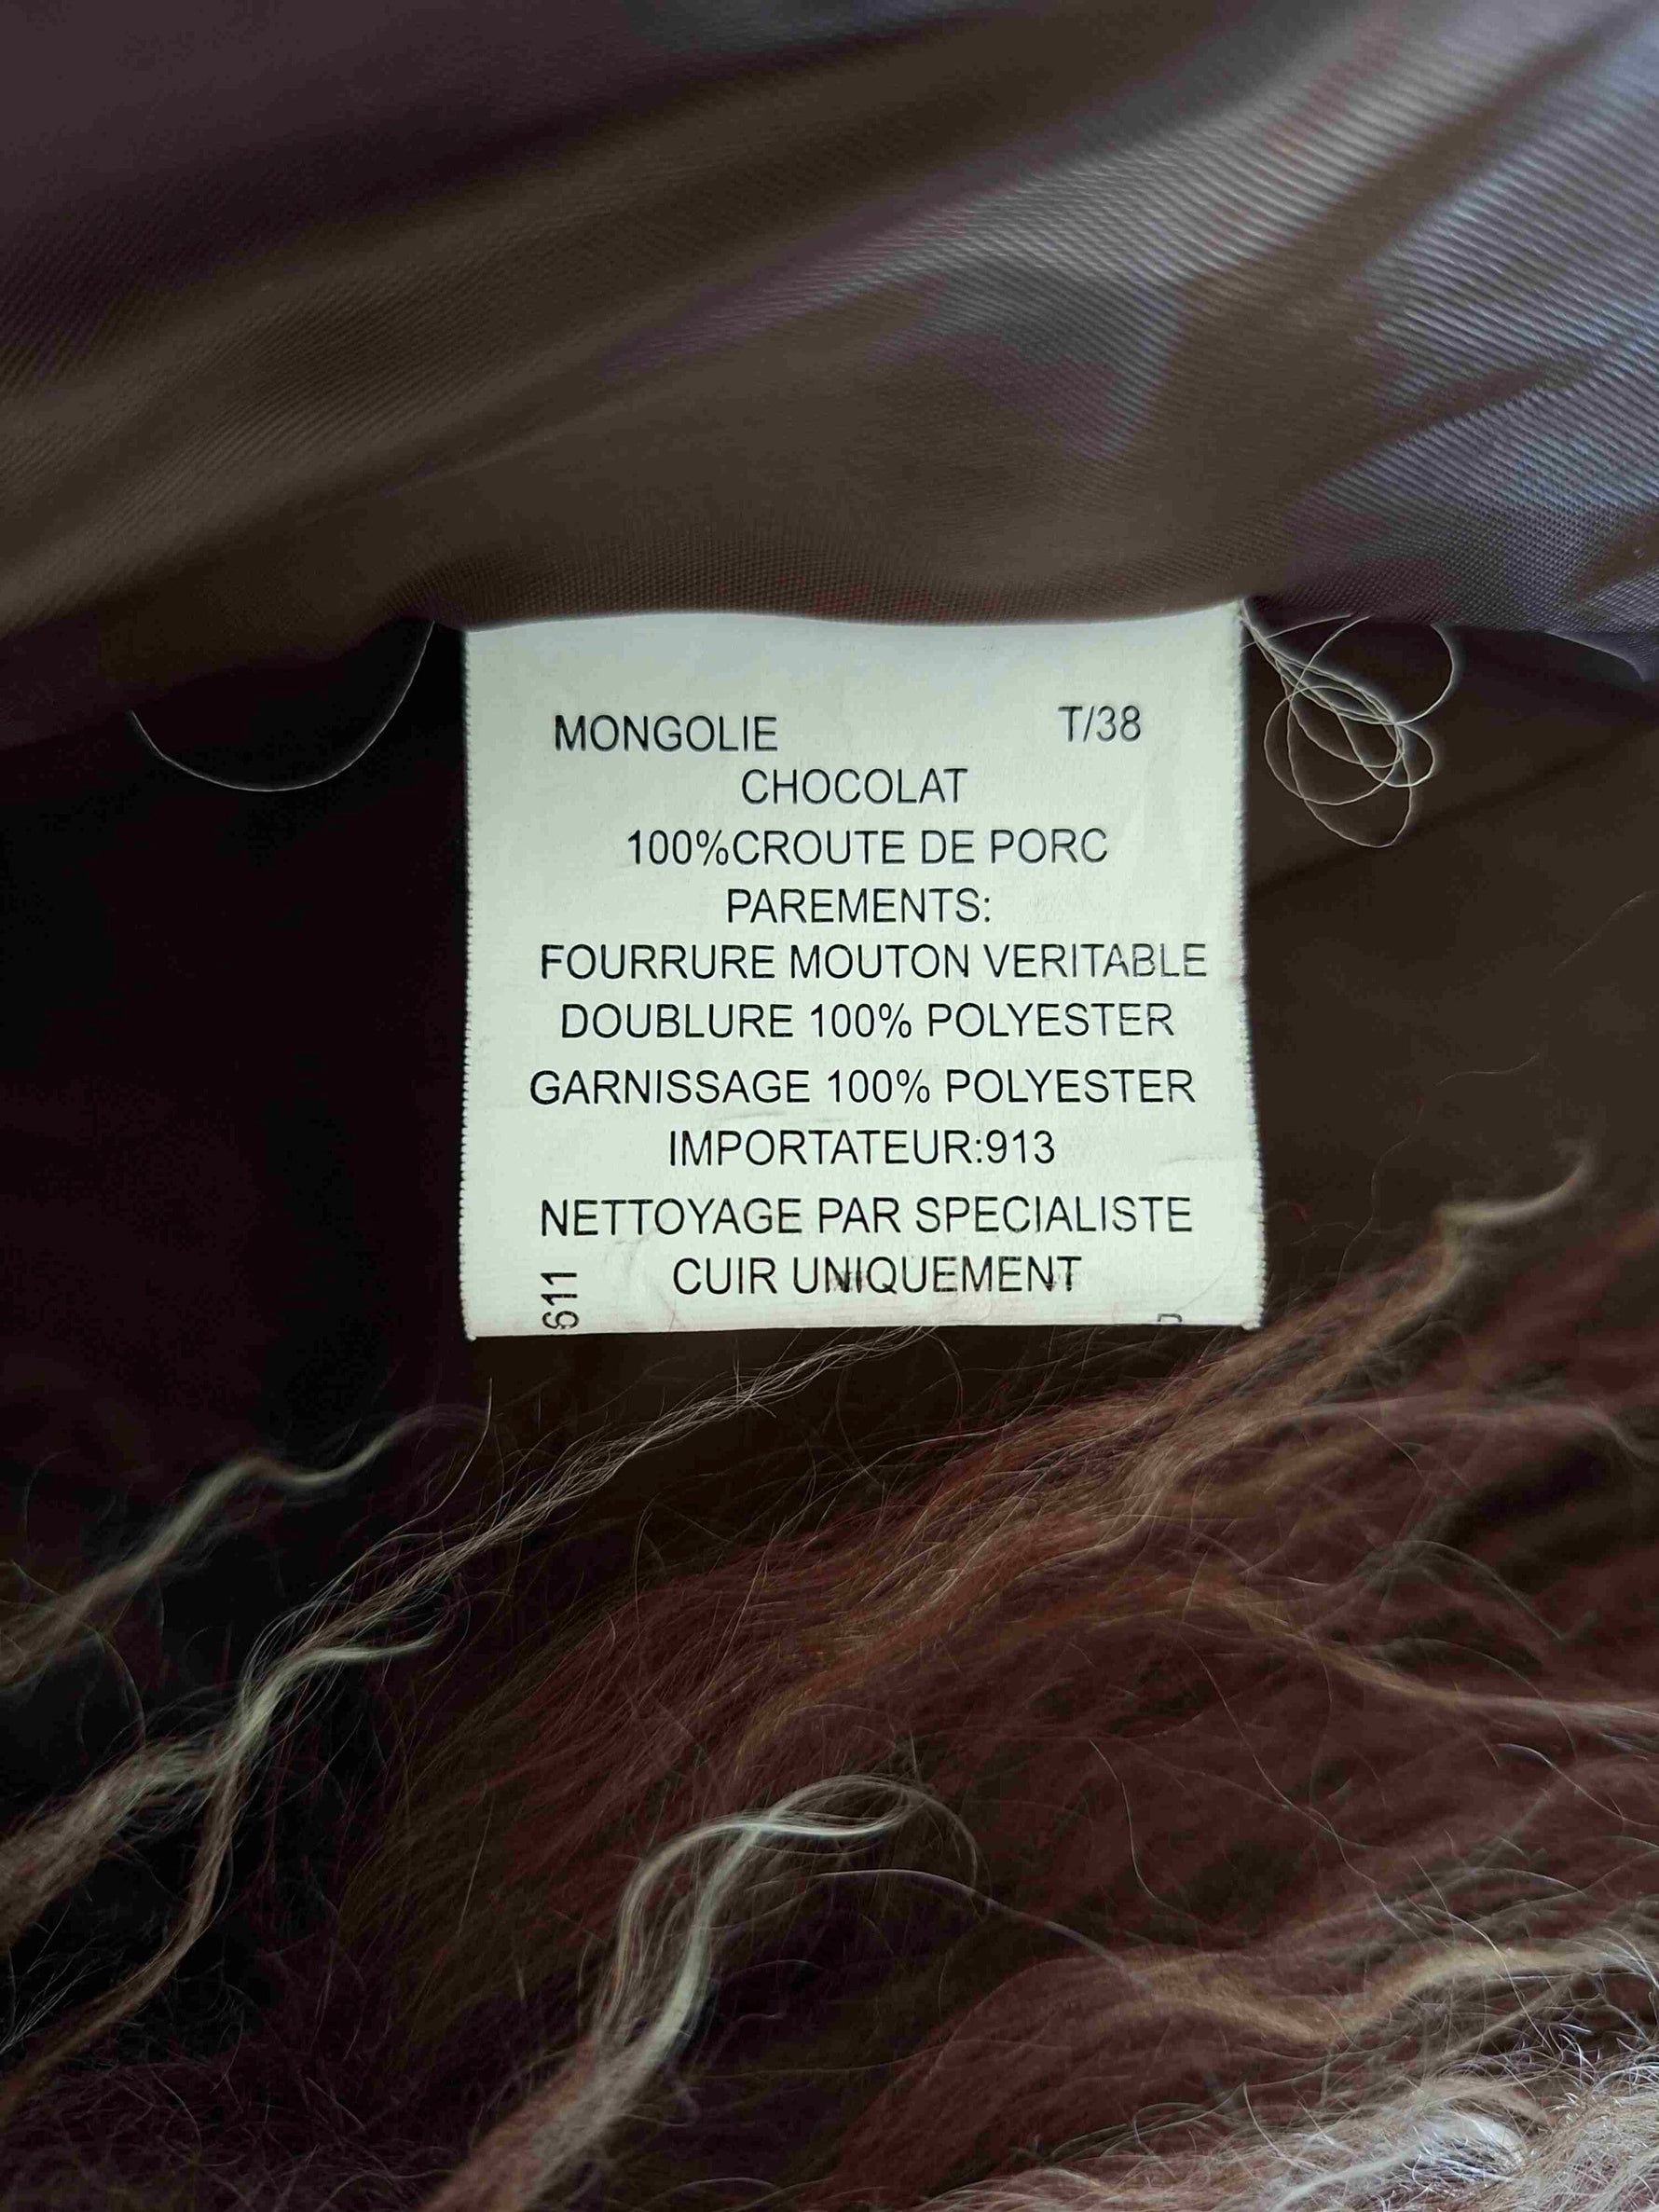 MONGOLIE T/38
CHOCOLAT
100%CROUTE DE PORC
PAREMENTS:
FOURRURE MOUTON VERITABLE
DOUBLURE 100% POLYESTER
GARNISSAGE 100% POLYESTER
IMPORTATEUR:913
NETTOYAGE PAR SPECIALISTE
CUIR UNIQUEMENT
611